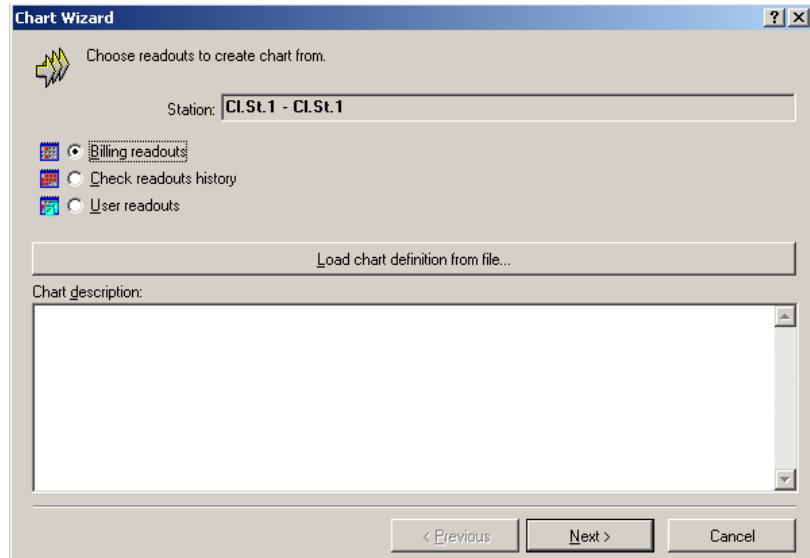 Chart Wizard
Choose readouts to create chart from.
Station: Cl.St.1 - Cl.St.1
Billing readouts
Check readouts history
User readouts
Load chart definition from file...
Chart description:
< Previous Next > Cancel